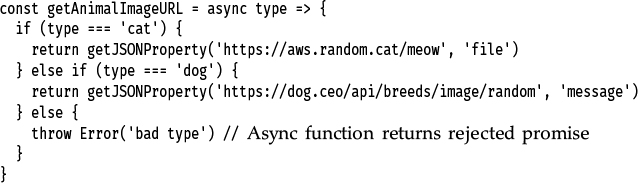 const getAnimalImageURL = async type => {
  if (type === 'cat') {
    return getJSONProperty('https://aws.random.cat/meow', 'file')
  } else if (type === 'dog') {
    return getJSONProperty('https://dog.ceo/api/breeds/image/random', 'message')
  } else {
    throw Error('bad type') // Async function returns rejected promise
  }
}